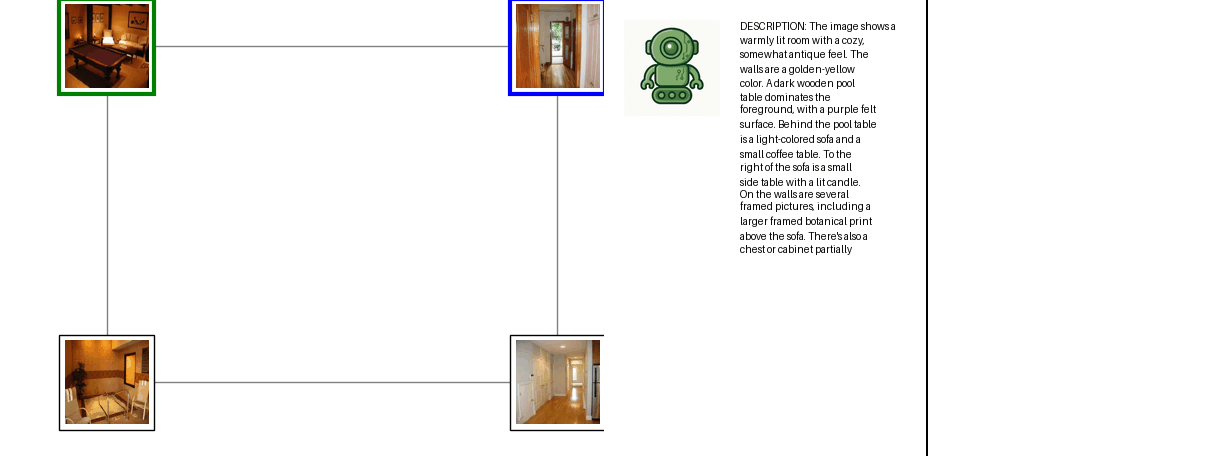 DESCRIPTION: The image shows a
warmly lit room with a cozy,
somewhat antique feel. The
walls are a golden-yellow
color. A dark wooden pool
table dominates the
foreground, with a purple felt
surface. Behind the pool table
is a light-colored sofa and a
small coffee table. To the
right of the sofa is a small
side table with a lit candle.
On the walls are several
framed pictures, including a
larger framed botanical print
above the sofa. There's also a
chest or cabinet partially